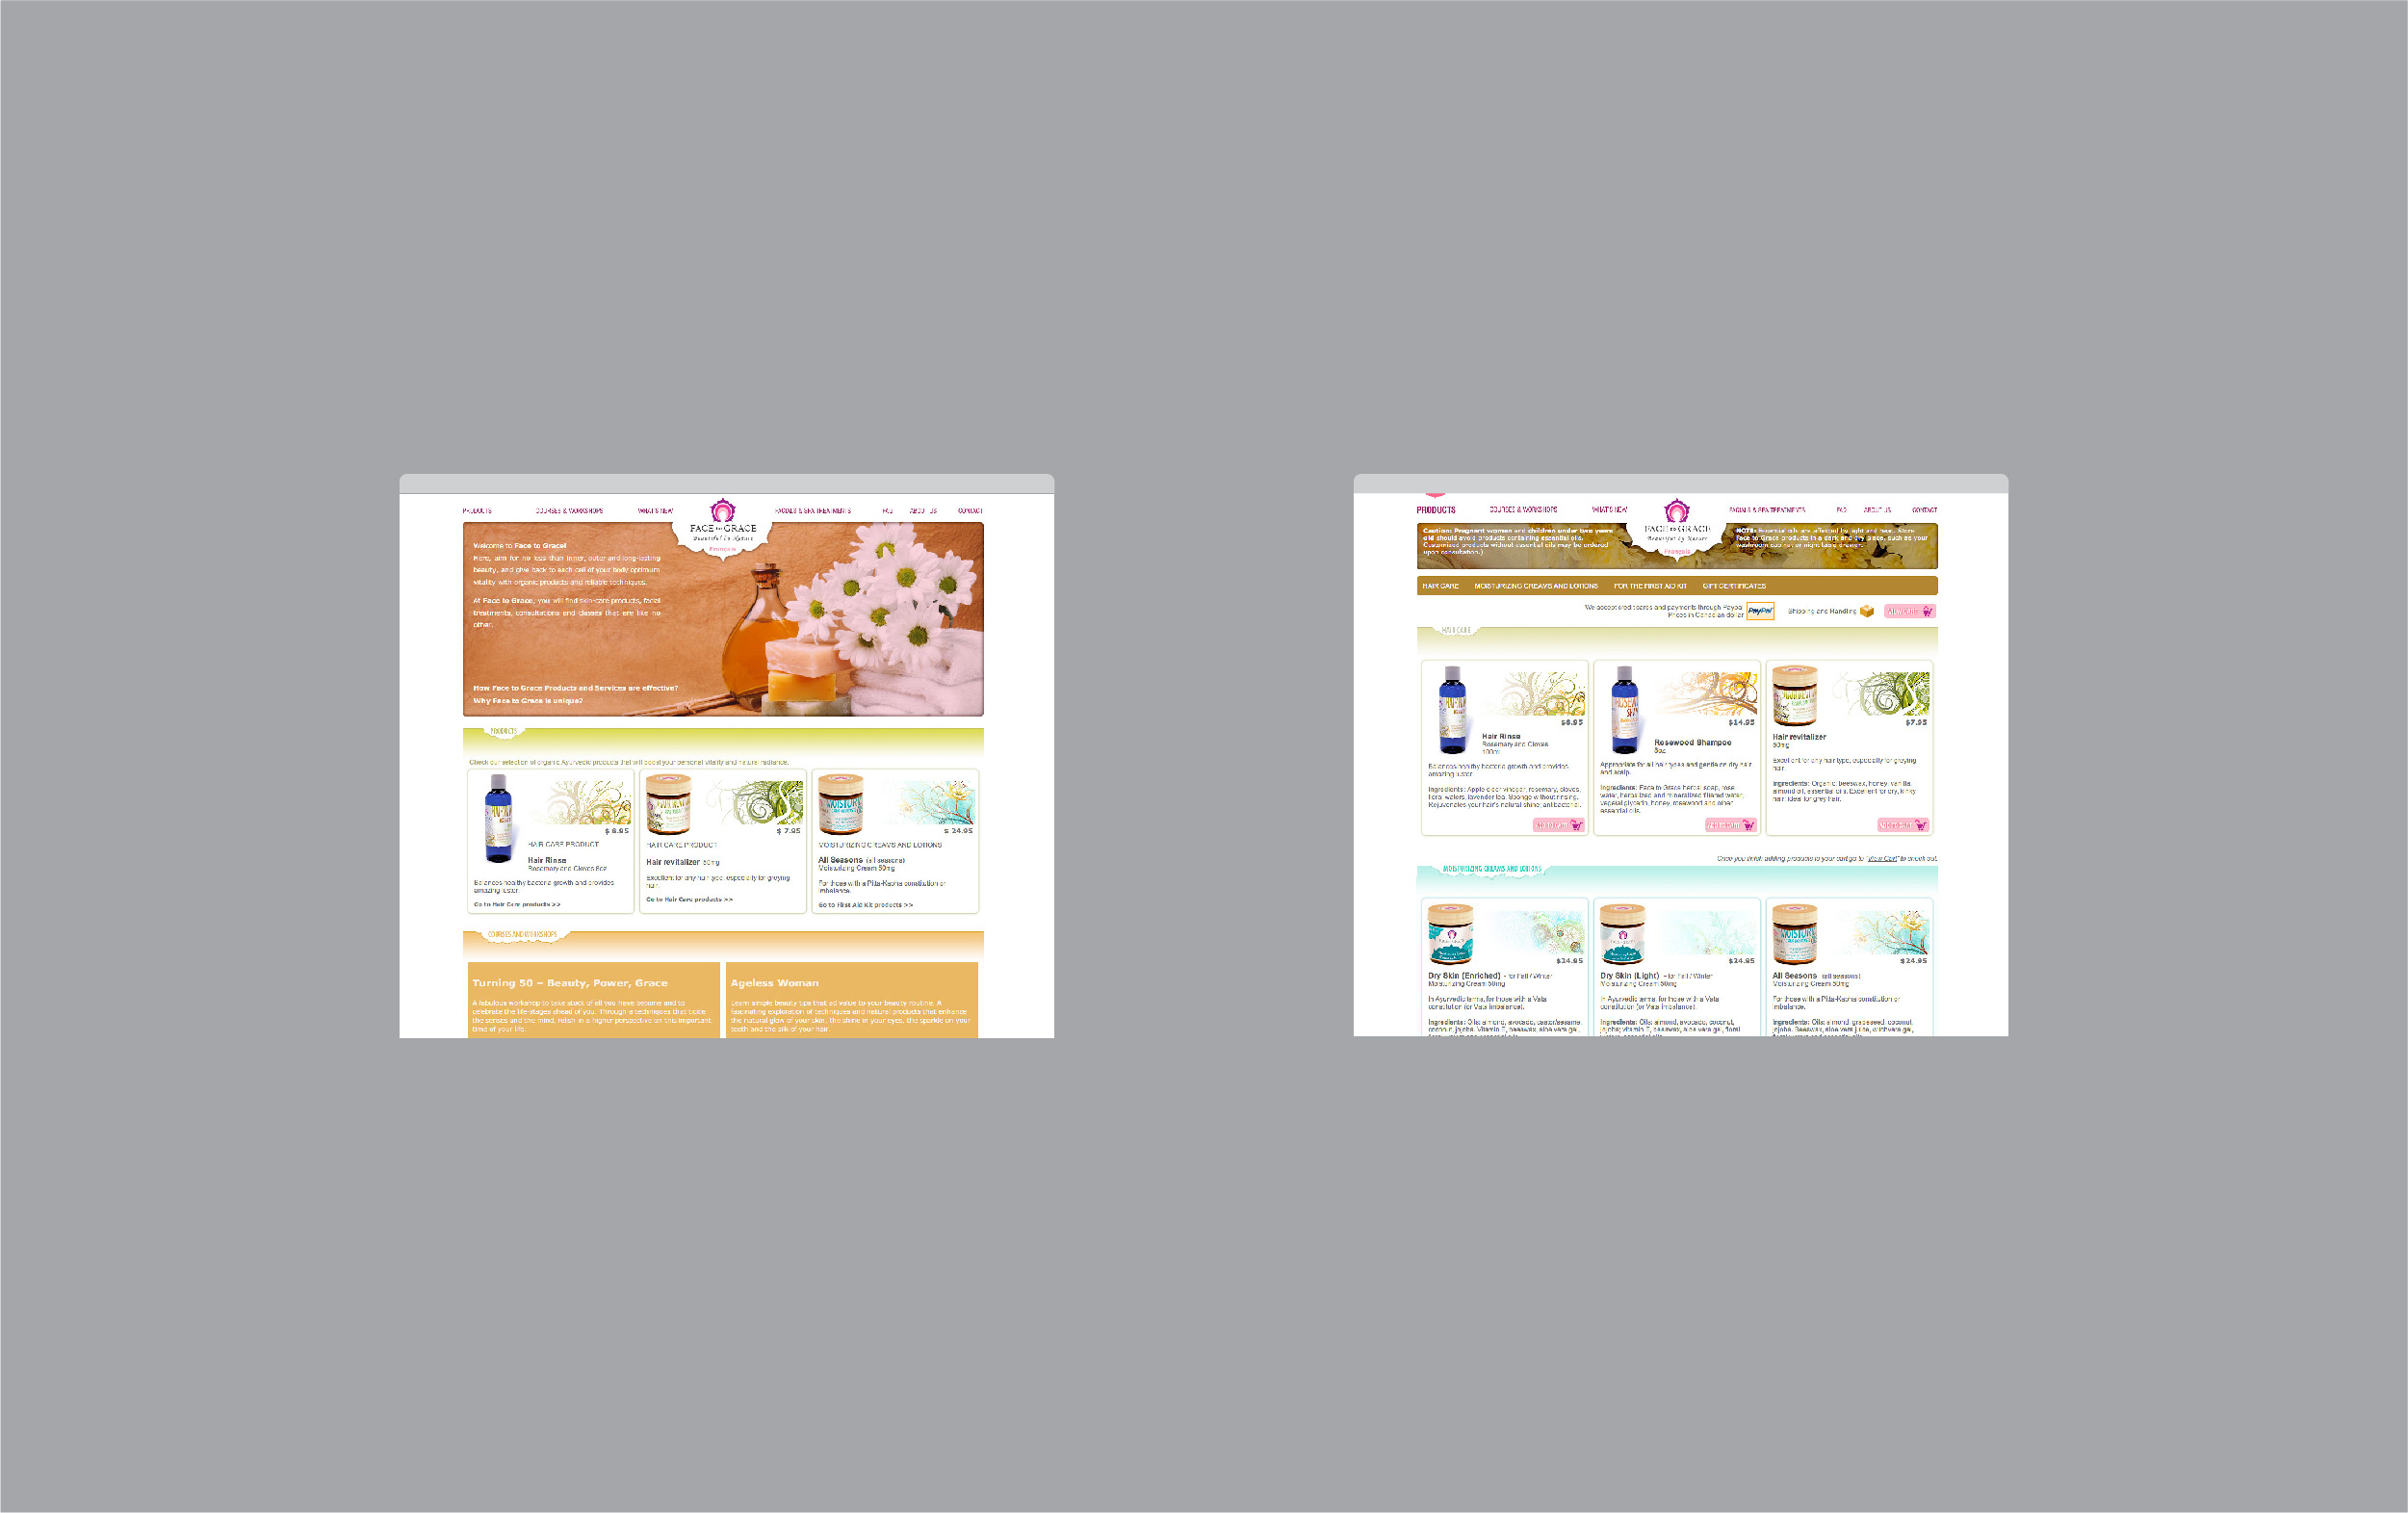 PRODUCTS COURSES & WORKSHOPS WHAT'S NEW FACIALS & SPA TREATMENTS FAQ ABOUT US CONTACT
FACE to GRACE
Beautiful by Nature
Français
Welcome to Face to Grace!
Here, aim for no less than inner, outer and long-lasting
beauty, and give back to each cell of your body optimum
vitality with organic products and reliable techniques.
At Face to Grace, you will find skin-care products, facial
treatments, consultations and classes that are like no
other.
How Face to Grace Products and Services are effective?
Why Face to Grace is unique?
PRODUCTS
Check our selection of organic Ayurvedic products that will boost your personal vitality and natural radiance.
$ 6.95
HAIR CARE PRODUCT
Hair Rinse
Rosemary and Cloves 8oz
Balances healthy bacteria growth and provides
amazing luster.
Go to Hair Care products >>
$ 7.95
HAIR CARE PRODUCT
Hair revitalizer 50mg
Excellent for any hair type, especially for greying
hair.
Go to Hair Care products >>
MOISTURI
$ 24.95
MOISTURIZING CREAMS AND LOTIONS
All Seasons (all seasons)
Moisturizing Cream 50mg
For those with a Pitta-Kapha constitution or
imbalance.
Go to First Aid Kit products >>
COURSES AND WORKSHOPS
Turning 50 – Beauty, Power, Grace
A fabulous workshop to take stock of all you have become and to
celebrate the life-stages ahead of you. Through a techniques that tickle
the senses and the mind, relish in a higher perspective on this important
time of your life.
Ageless Woman
Learn simple beauty tips that ad value to your beauty routine. A
fascinating exploration of techniques and natural products that enhance
the natural glow of your skin, the shine in your eyes, the sparkle on your
teeth and the silk of your hair.
PRODUCTS COURSES & WORKSHOPS WHAT'S NEW FACIALS & SPA TREATMENTS FAQ ABOUT US CONTACT
FACE to GRACE
Beautiful by Nature
Français
Caution: Pregnant women and children under two years
old should avoid products containing essential oils.
Customized products without essential oils may be ordered
upon consultation.)
NOTE: Essential oils are affected by light and heat. Store
Face to Grace products in a dark and dry place, such as your
washroom cabinet or night table drawer.
HAIR CARE MOISTURIZING CREAMS AND LOTIONS FOR THE FIRST AID KIT GIFT CERTIFICATES
We accept credit cards and payments through Paypal
Prices in Canadian dollar
PayPal
Shipping and Handling
HAIR CARE
$6.95
Hair Rinse
Rosemary and Cloves
100ml
Balances healthy bacteria growth and provides
amazing luster.
Ingredients: Apple cider vinegar, rosemary, cloves,
floral waters, lavender tea. Sponge without rinsing.
Rejuvenates your hair's natural shine; antibacterial.
Add to Cart
$14.95
Rosewood Shampoo
8oz
Appropriate for all hair types and gentle on dry hair
and scalp.
Ingredients: Face to Grace herbal soap, rose
water, herbalized and mineralized filtered water,
vegetal glycerin, honey, rosewood and other
essential oils.
Add to Cart
$7.95
Hair revitalizer
50mg
Excellent for any hair type, especially for greying
hair.
Ingredients: Organic, beeswax, honey, vanilla,
almond oil, essential oils. Excellent for dry, kinky
hair; ideal for grey hair.
Add to Cart
Once you finish adding products to your cart go to "View Cart" to check out.
MOISTURIZING CREAMS AND LOTIONS
$24.95
Dry Skin (Enriched) - for Fall / Winter
Moisturizing Cream 50mg
In Ayurvedic terms, for those with a Vata
constitution (or Vata imbalance).
Ingredients: Oils: almond, avocado, castor/sesame,
coconut, jojoba. Vitamin E, beeswax, aloe vera gel,
$24.95
Dry Skin (Light) - for Fall / Winter
Moisturizing Cream 50mg
In Ayurvedic terms, for those with a Vata
constitution (or Vata imbalance).
Ingredients: Oils: almond, avocado, coconut,
jojoba; vitamin E, beeswax, aloe vera gel, floral
MOISTURI
$24.95
All Seasons (all seasons)
Moisturizing Cream 50mg
For those with a Pitta-Kapha constitution or
imbalance.
Ingredients: Oils: almond, grapeseed, coconut,
jojoba. Beeswax, aloe vera juice, aloe vera gel,